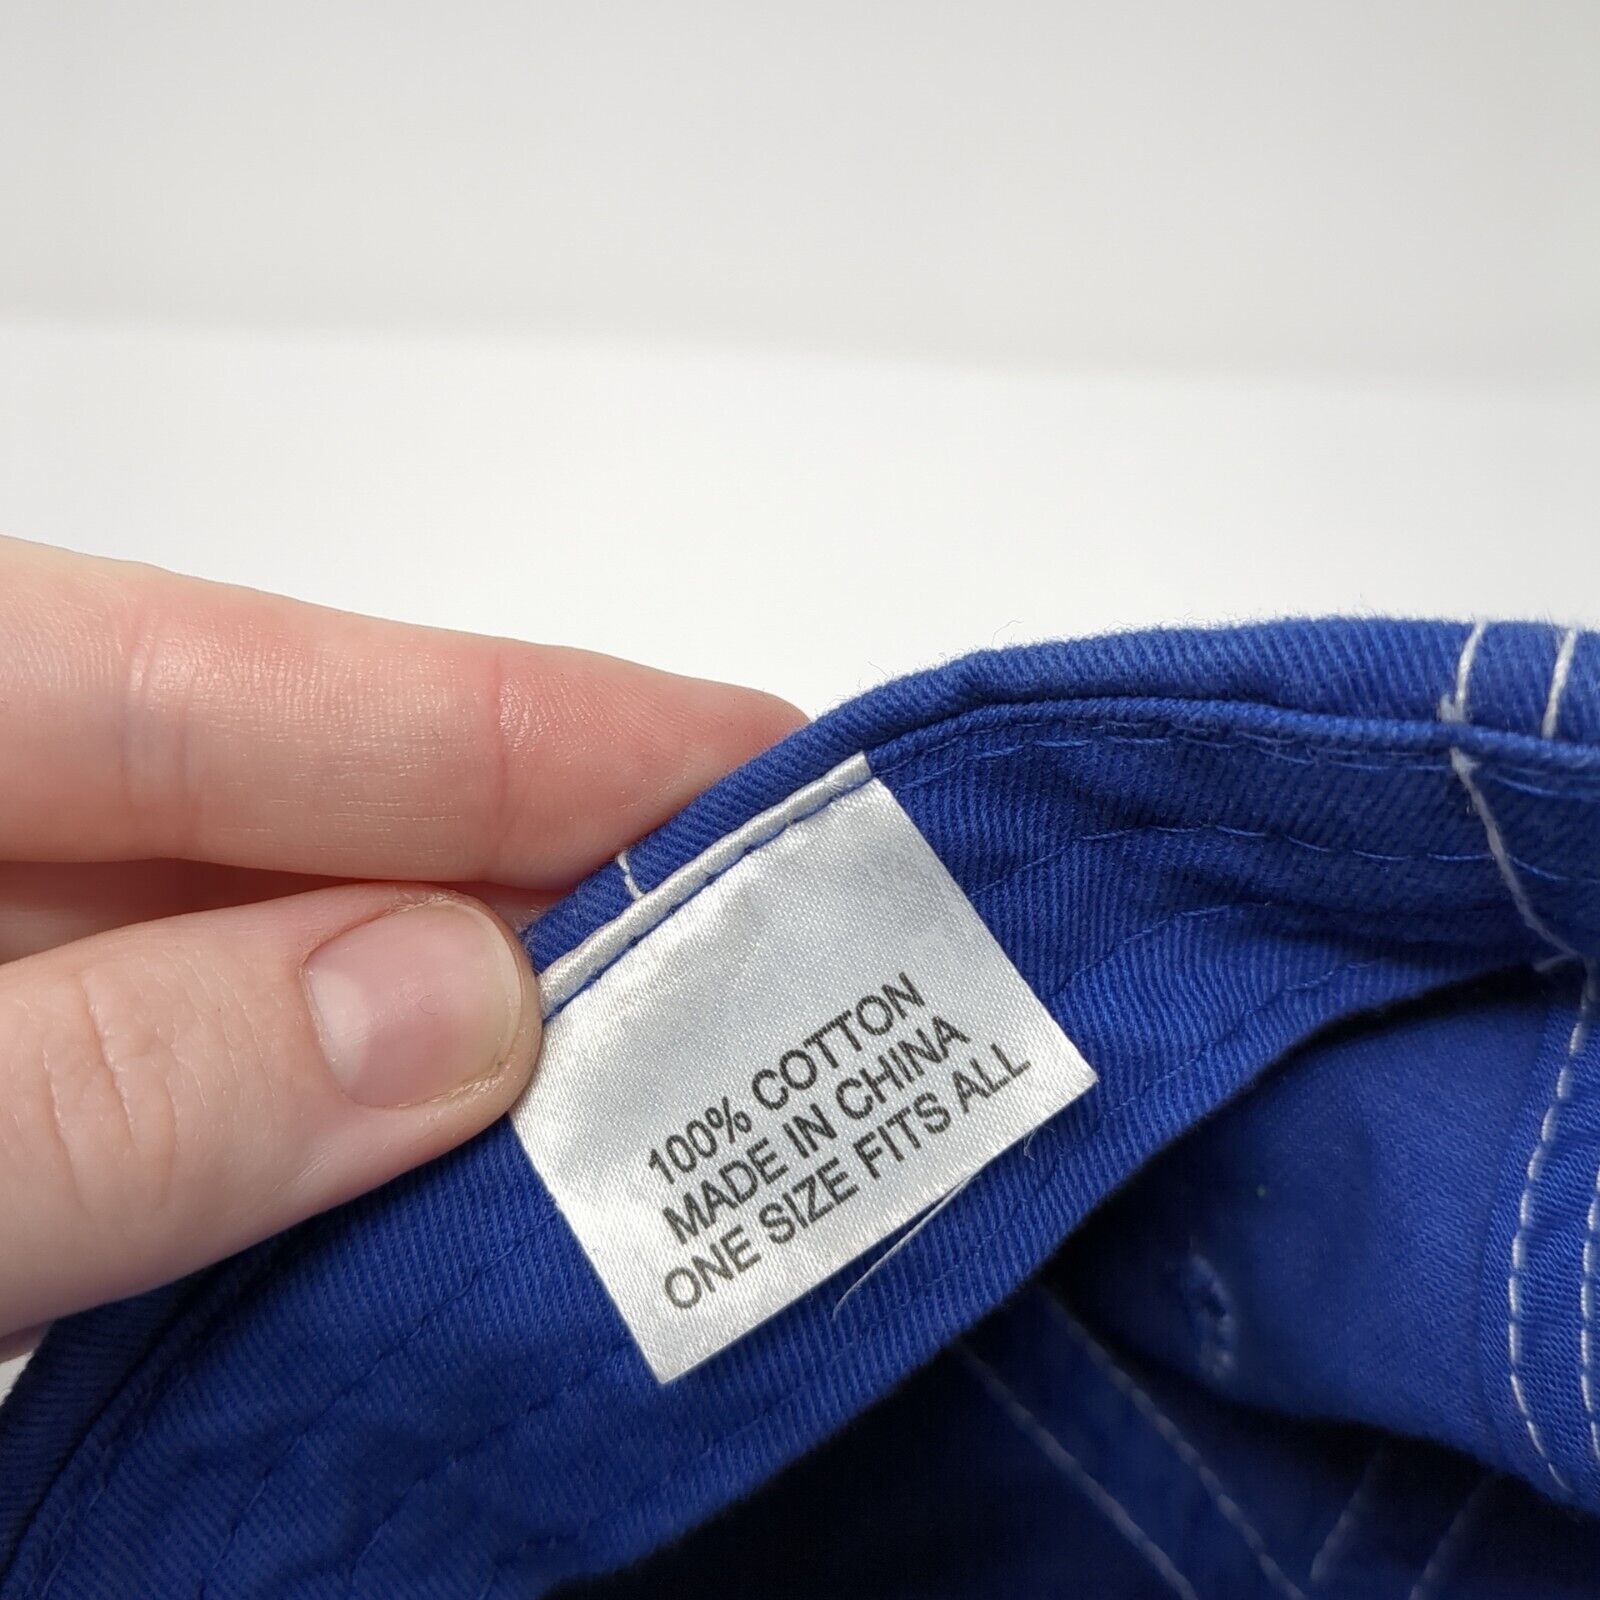 100% COTTON
MADE IN CHINA
ONE SIZE FITS ALL